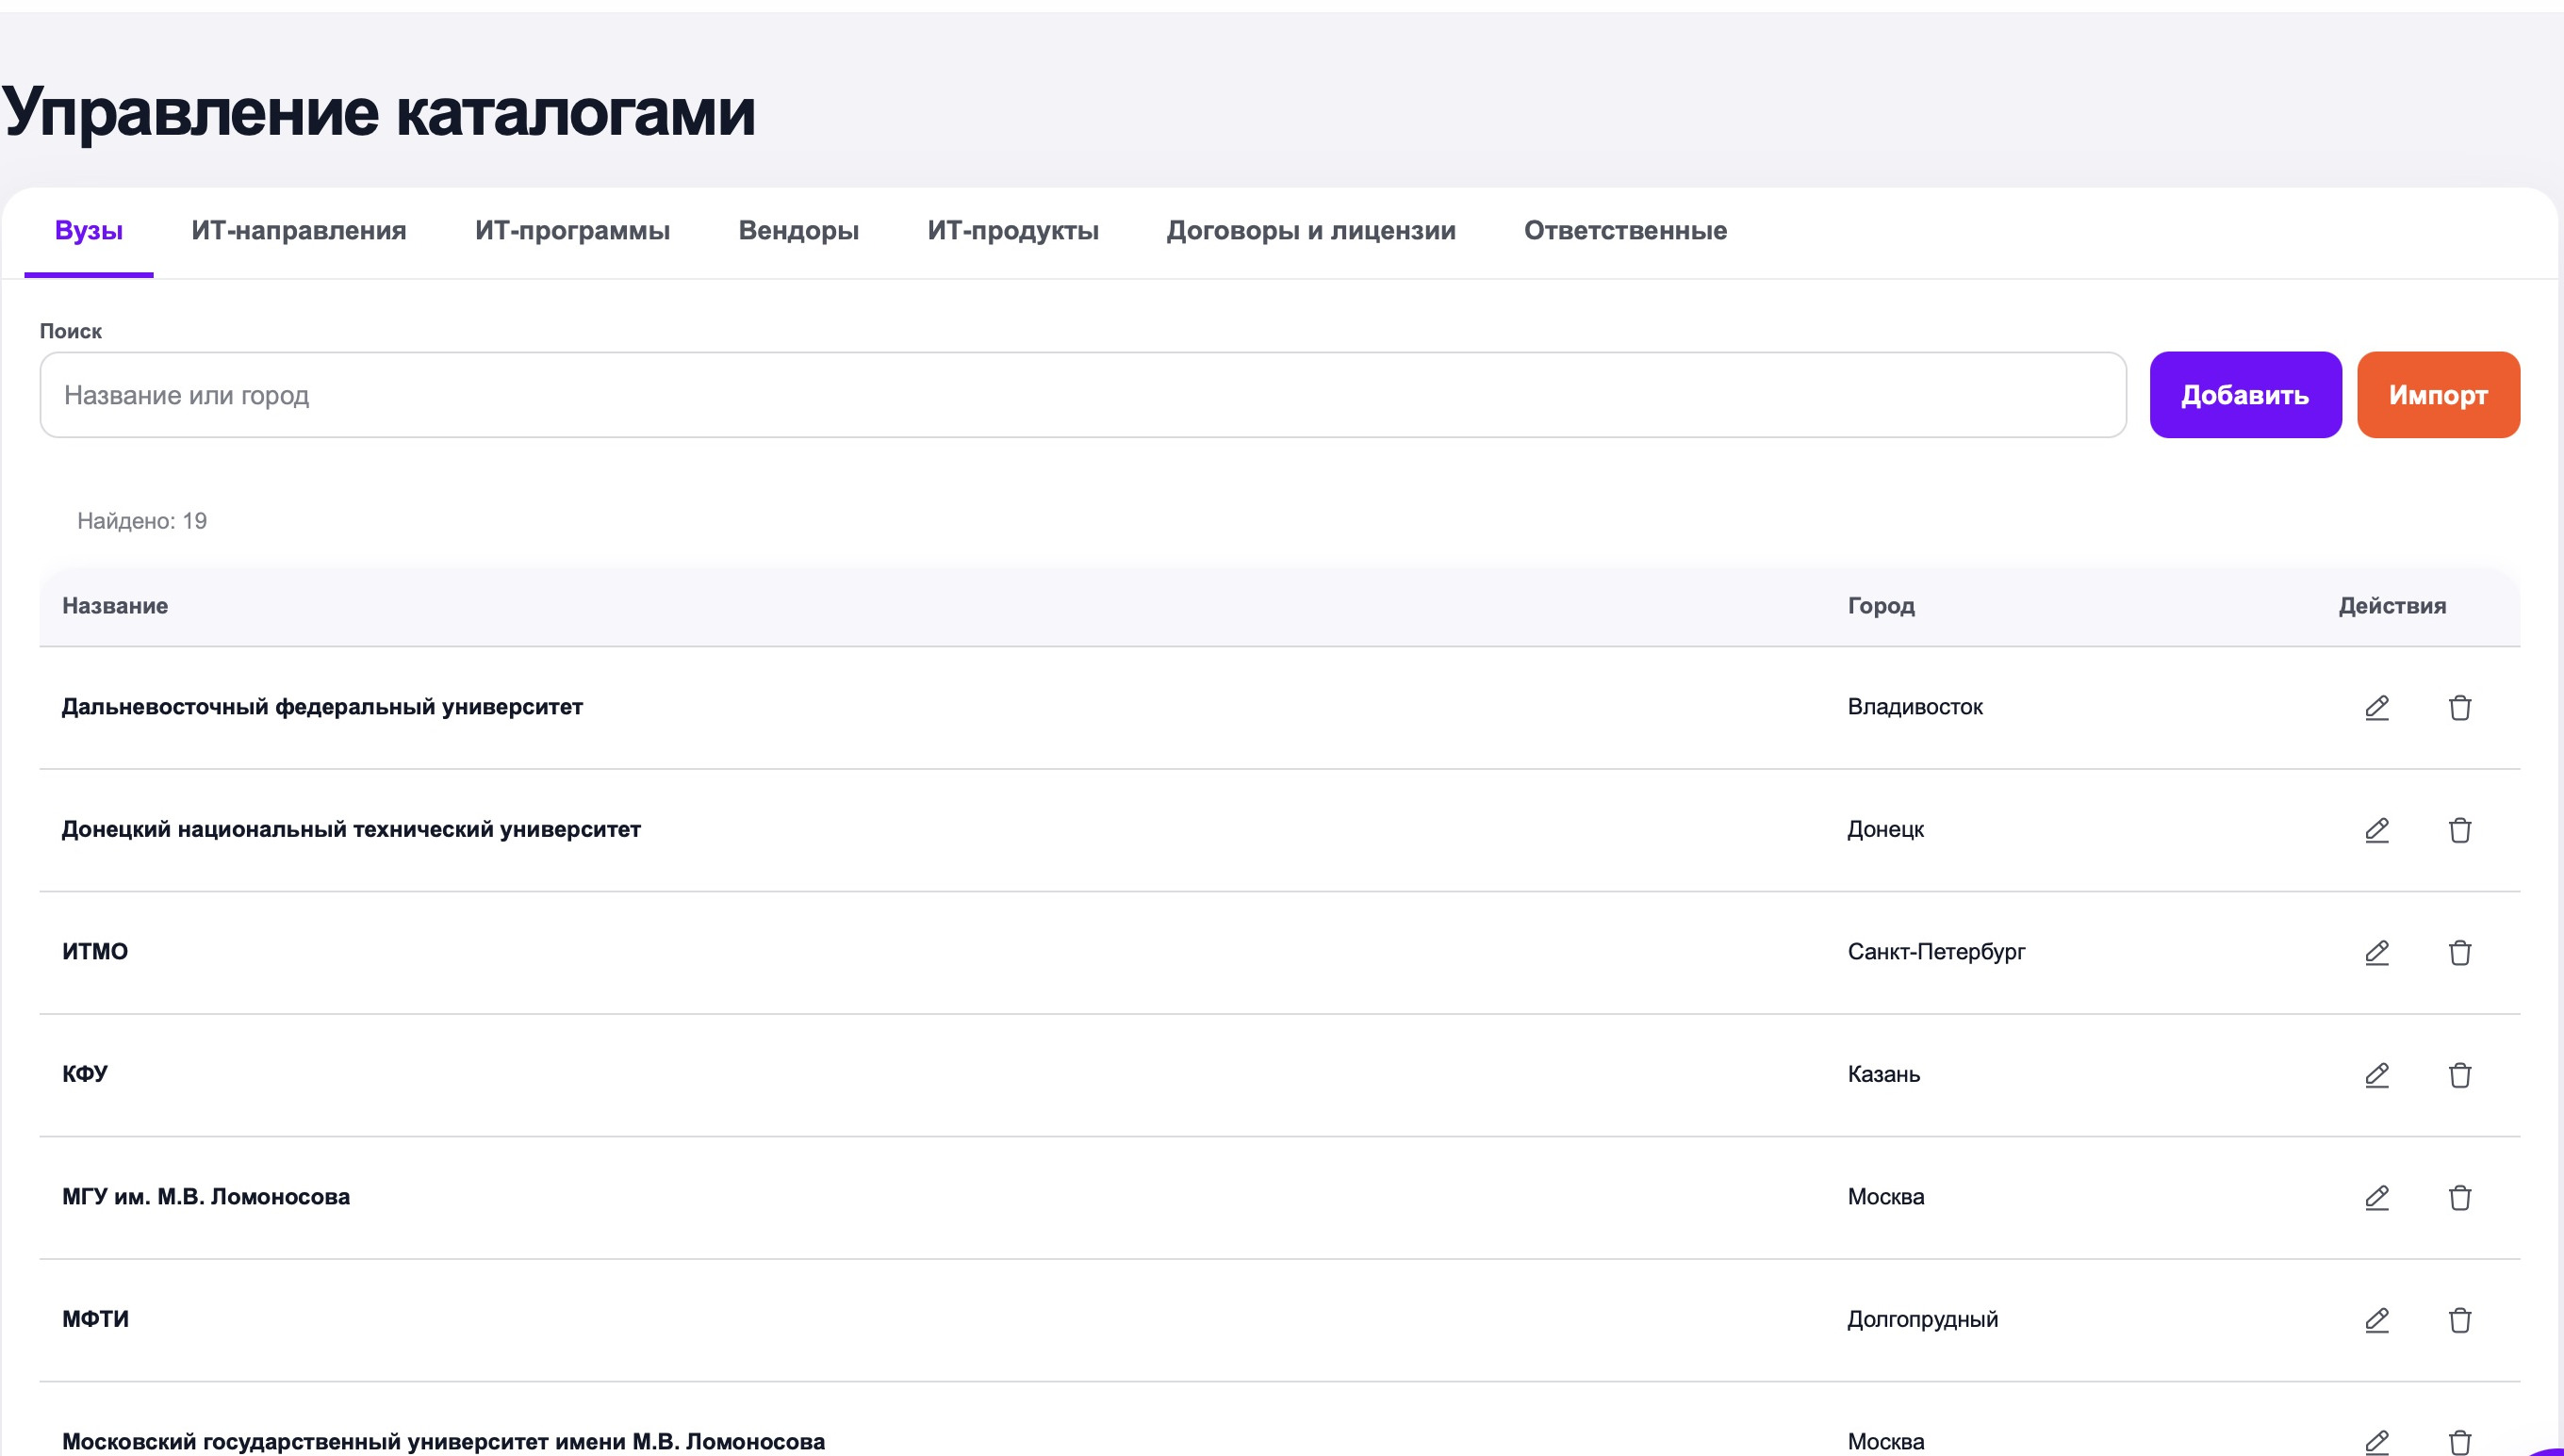 Управление каталогами
Вузы ИТ-направления ИТ-программы Вендоры ИТ-продукты Договоры и лицензии Ответственные
Поиск
Название или город Добавить Импорт
Найдено: 19
Название Город Действия
Дальневосточный федеральный университет Владивосток
Донецкий национальный технический университет Донецк
ИТМО Санкт-Петербург
КФУ Казань
МГУ им. М.В. Ломоносова Москва
МФТИ Долгопрудный
Московский государственный университет имени М.В. Ломоносова Москва